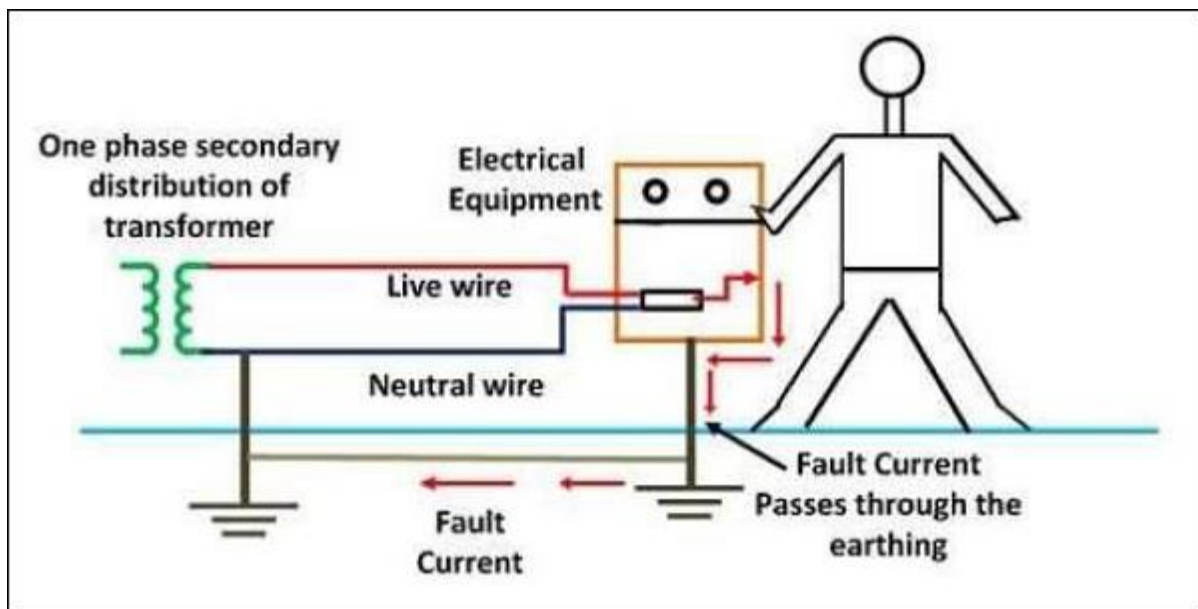 One phase secondary
distribution of
transformer
Electrical
Equipment
Live wire
Neutral wire
Fault
Current
Fault Current
Passes through the
earthing